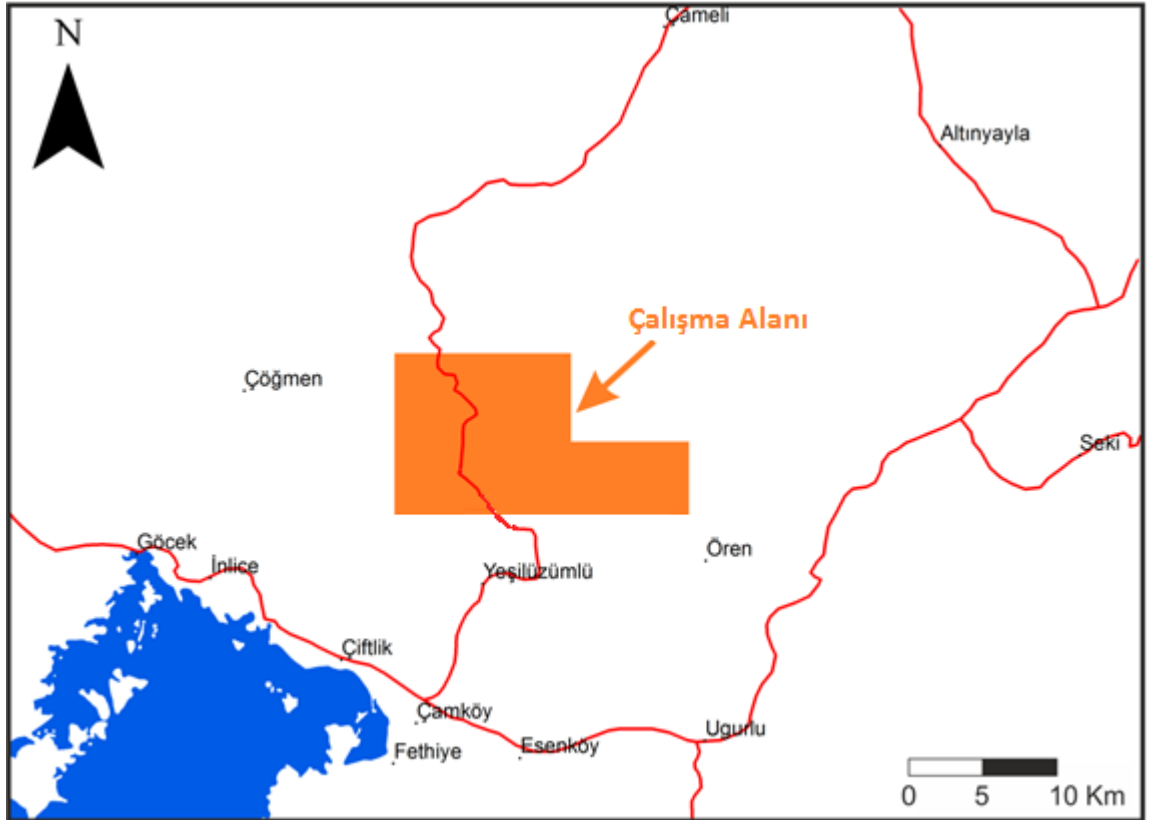 Çameli
N
Altınyayla
Çalışma Alanı
Çöğmen
Seki
Göcek
Ören
İnlice
Yeşilüzümlü
Çiftlik
Çamköy
Ugurlu
Esenköy
Fethiye
0 5 10 Km